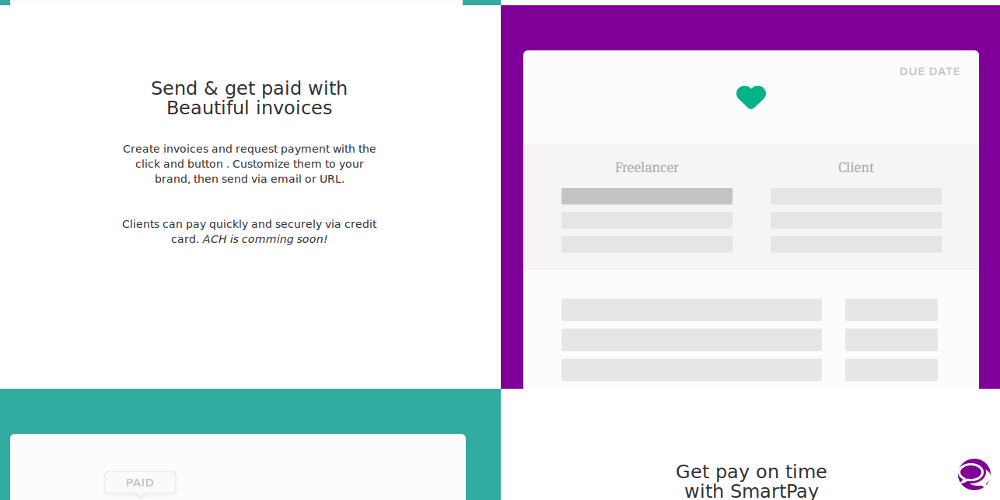 Send & get paid with
Beautiful invoices
Create invoices and request payment with the
click and button . Customize them to your
brand, then send via email or URL.
Clients can pay quickly and securely via credit
card. ACH is comming soon!
DUE DATE
Freelancer
Client
PAID
Get pay on time
with SmartPay